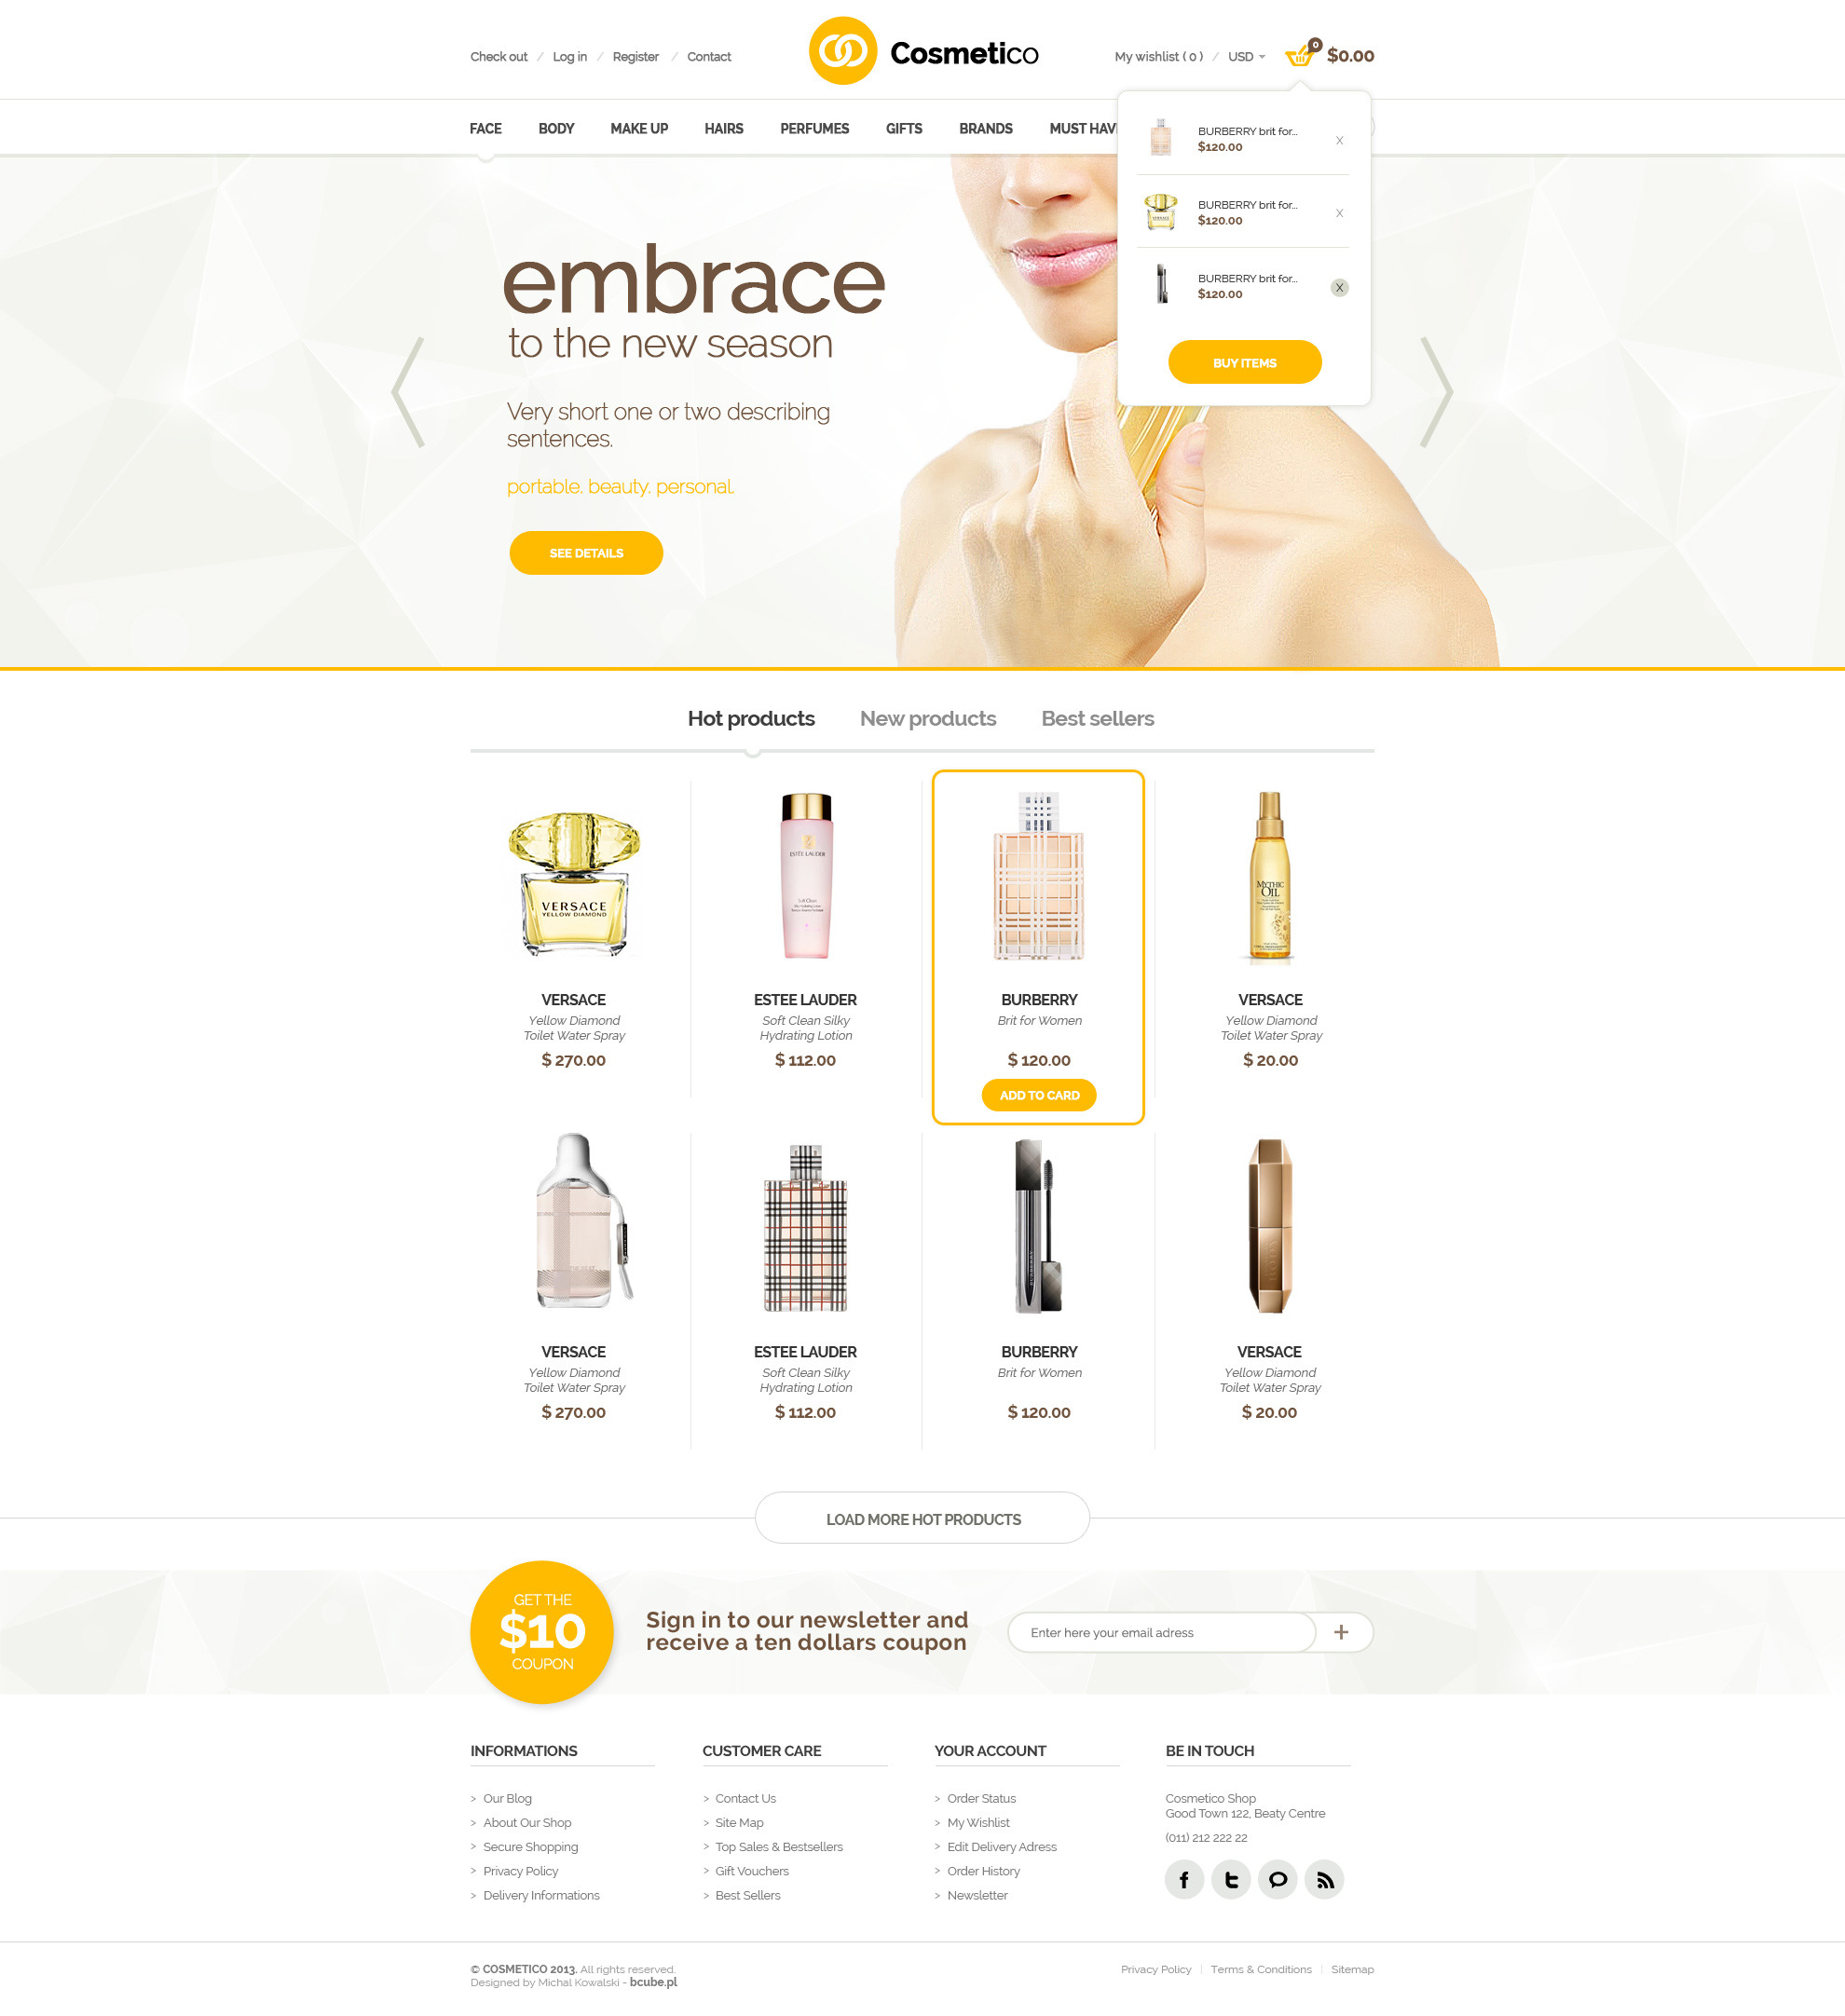 Check out / Log in / Register / Contact
Cosmetico
My wishlist ( 0 ) / USD
0
$0.00
FACE BODY MAKE UP HAIRS PERFUMES GIFTS BRANDS MUST HAV
BURBERRY brit for...
$120.00
X
VERSACE
BURBERRY brit for...
$120.00
X
BURBERRY brit for...
$120.00
X
BUY ITEMS
embrace
to the new season
Very short one or two describing
sentences.
portable. beauty. personal.
SEE DETAILS
Hot products New products Best sellers
VERSACE
YELLOW DIAMOND
ESTEE LAUDER
Soft Clean
MYTHIC
OIL
VERSACE
Yellow Diamond
Toilet Water Spray
$ 270.00
ESTEE LAUDER
Soft Clean Silky
Hydrating Lotion
$ 112.00
BURBERRY
Brit for Women
$ 120.00
ADD TO CARD
VERSACE
Yellow Diamond
Toilet Water Spray
$ 20.00
BURBERRY
VERSACE
Yellow Diamond
Toilet Water Spray
$ 270.00
ESTEE LAUDER
Soft Clean Silky
Hydrating Lotion
$ 112.00
BURBERRY
Brit for Women
$ 120.00
VERSACE
Yellow Diamond
Toilet Water Spray
$ 20.00
LOAD MORE HOT PRODUCTS
GET THE
$10
COUPON
Sign in to our newsletter and
receive a ten dollars coupon
Enter here your email adress
+
INFORMATIONS
> Our Blog
> About Our Shop
> Secure Shopping
> Privacy Policy
> Delivery Informations
CUSTOMER CARE
> Contact Us
> Site Map
> Top Sales & Bestsellers
> Gift Vouchers
> Best Sellers
YOUR ACCOUNT
> Order Status
> My Wishlist
> Edit Delivery Adress
> Order History
> Newsletter
BE IN TOUCH
Cosmetico Shop
Good Town 122, Beaty Centre
(011) 212 222 22
© COSMETICO 2013. All rights reserved.
Designed by Michal Kowalski - bcube.pl
Privacy Policy | Terms & Conditions | Sitemap